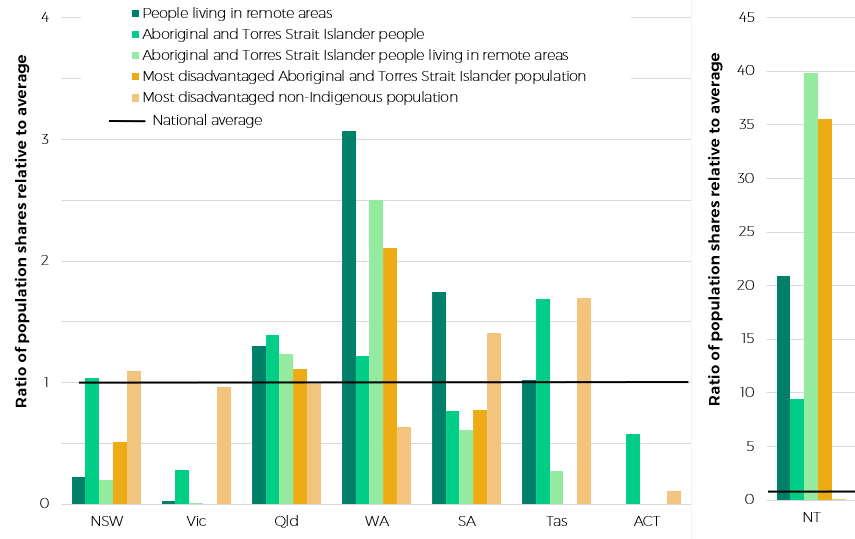 People living in remote areas
Aboriginal and Torres Strait Islander people
Aboriginal and Torres Strait Islander people living in remote areas
Most disadvantaged Aboriginal and Torres Strait Islander population
Most disadvantaged non-Indigenous population
National average
Ratio of population shares relative to average
4
3
2
1
0
NSW
Vic
Qld
WA
SA
Tas
ACT
Ratio of population shares relative to average
45
40
35
30
25
20
15
10
5
0
NT